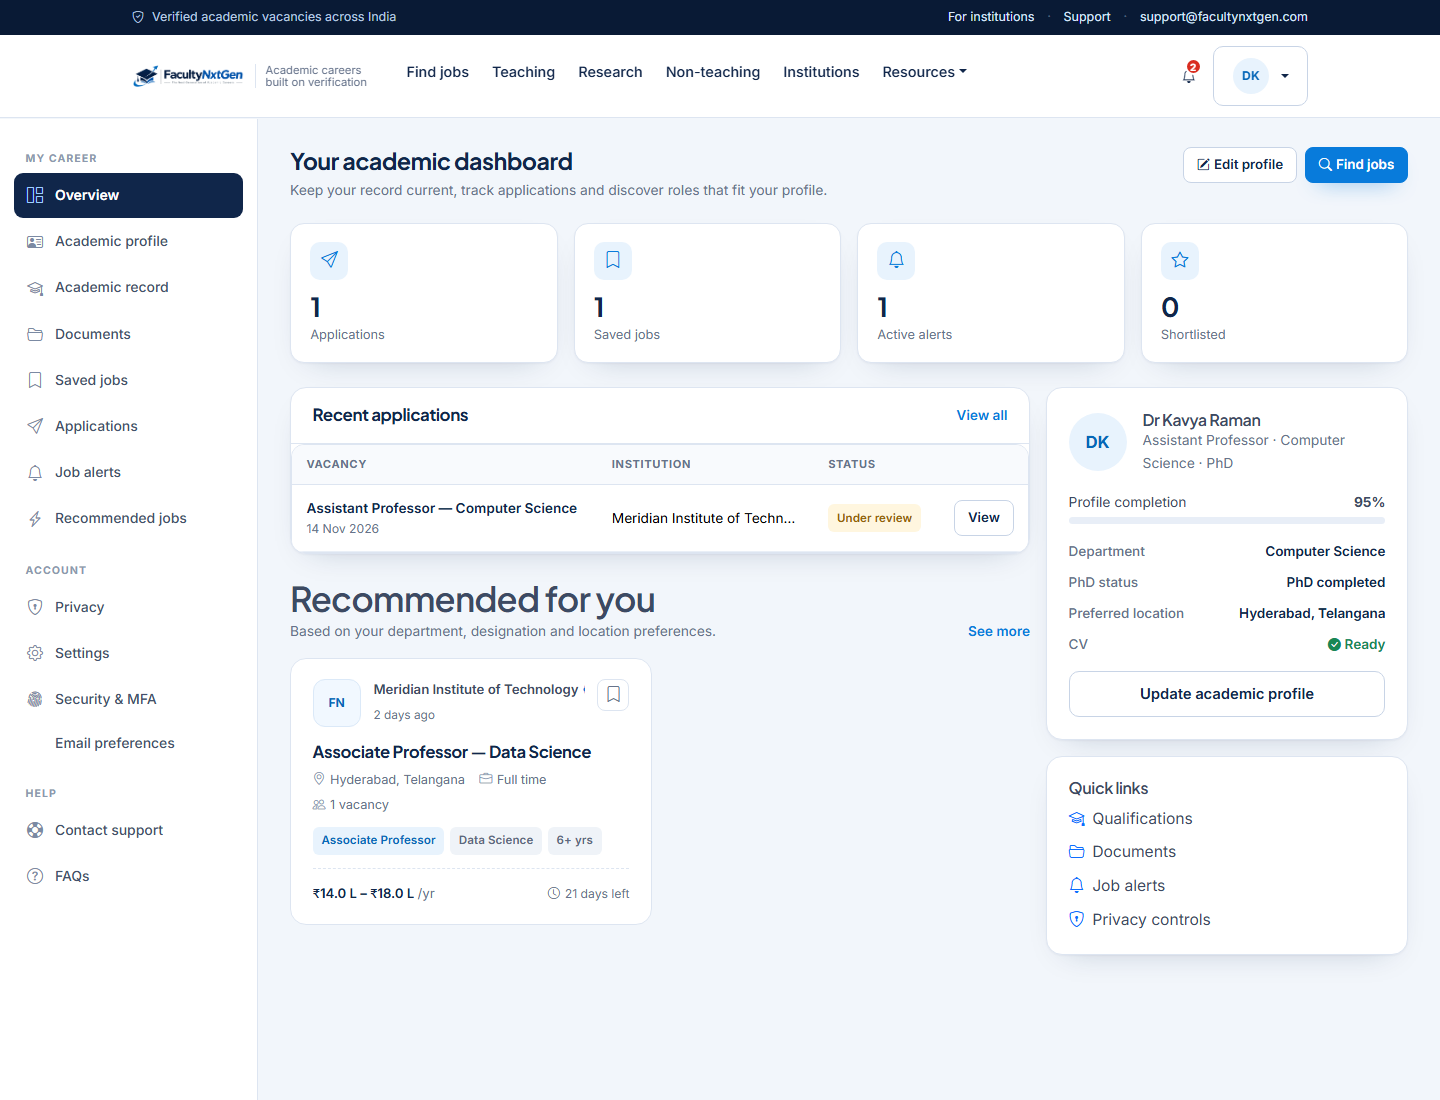 Verified academic vacancies across India
For institutions · Support · support@facultynxtgen.com
FacultyNxtGen
Academic careers
built on verification
Find jobs Teaching Research Non-teaching Institutions Resources
2
DK
MY CAREER
Overview
Academic profile
Academic record
Documents
Saved jobs
Applications
Job alerts
Recommended jobs
ACCOUNT
Privacy
Settings
Security & MFA
Email preferences
HELP
Contact support
FAQs
Your academic dashboard
Keep your record current, track applications and discover roles that fit your profile.
Edit profile
Find jobs
1
Applications
1
Saved jobs
1
Active alerts
0
Shortlisted
Recent applications
View all
VACANCY INSTITUTION STATUS
Assistant Professor — Computer Science
14 Nov 2026
Meridian Institute of Techn...
Under review
View
Recommended for you
Based on your department, designation and location preferences.
See more
FN
Meridian Institute of Technology
2 days ago
Associate Professor — Data Science
Hyderabad, Telangana Full time
1 vacancy
Associate Professor Data Science 6+ yrs
₹14.0 L – ₹18.0 L /yr
21 days left
DK
Dr Kavya Raman
Assistant Professor · Computer
Science · PhD
Profile completion 95%
Department Computer Science
PhD status PhD completed
Preferred location Hyderabad, Telangana
CV Ready
Update academic profile
Quick links
Qualifications
Documents
Job alerts
Privacy controls